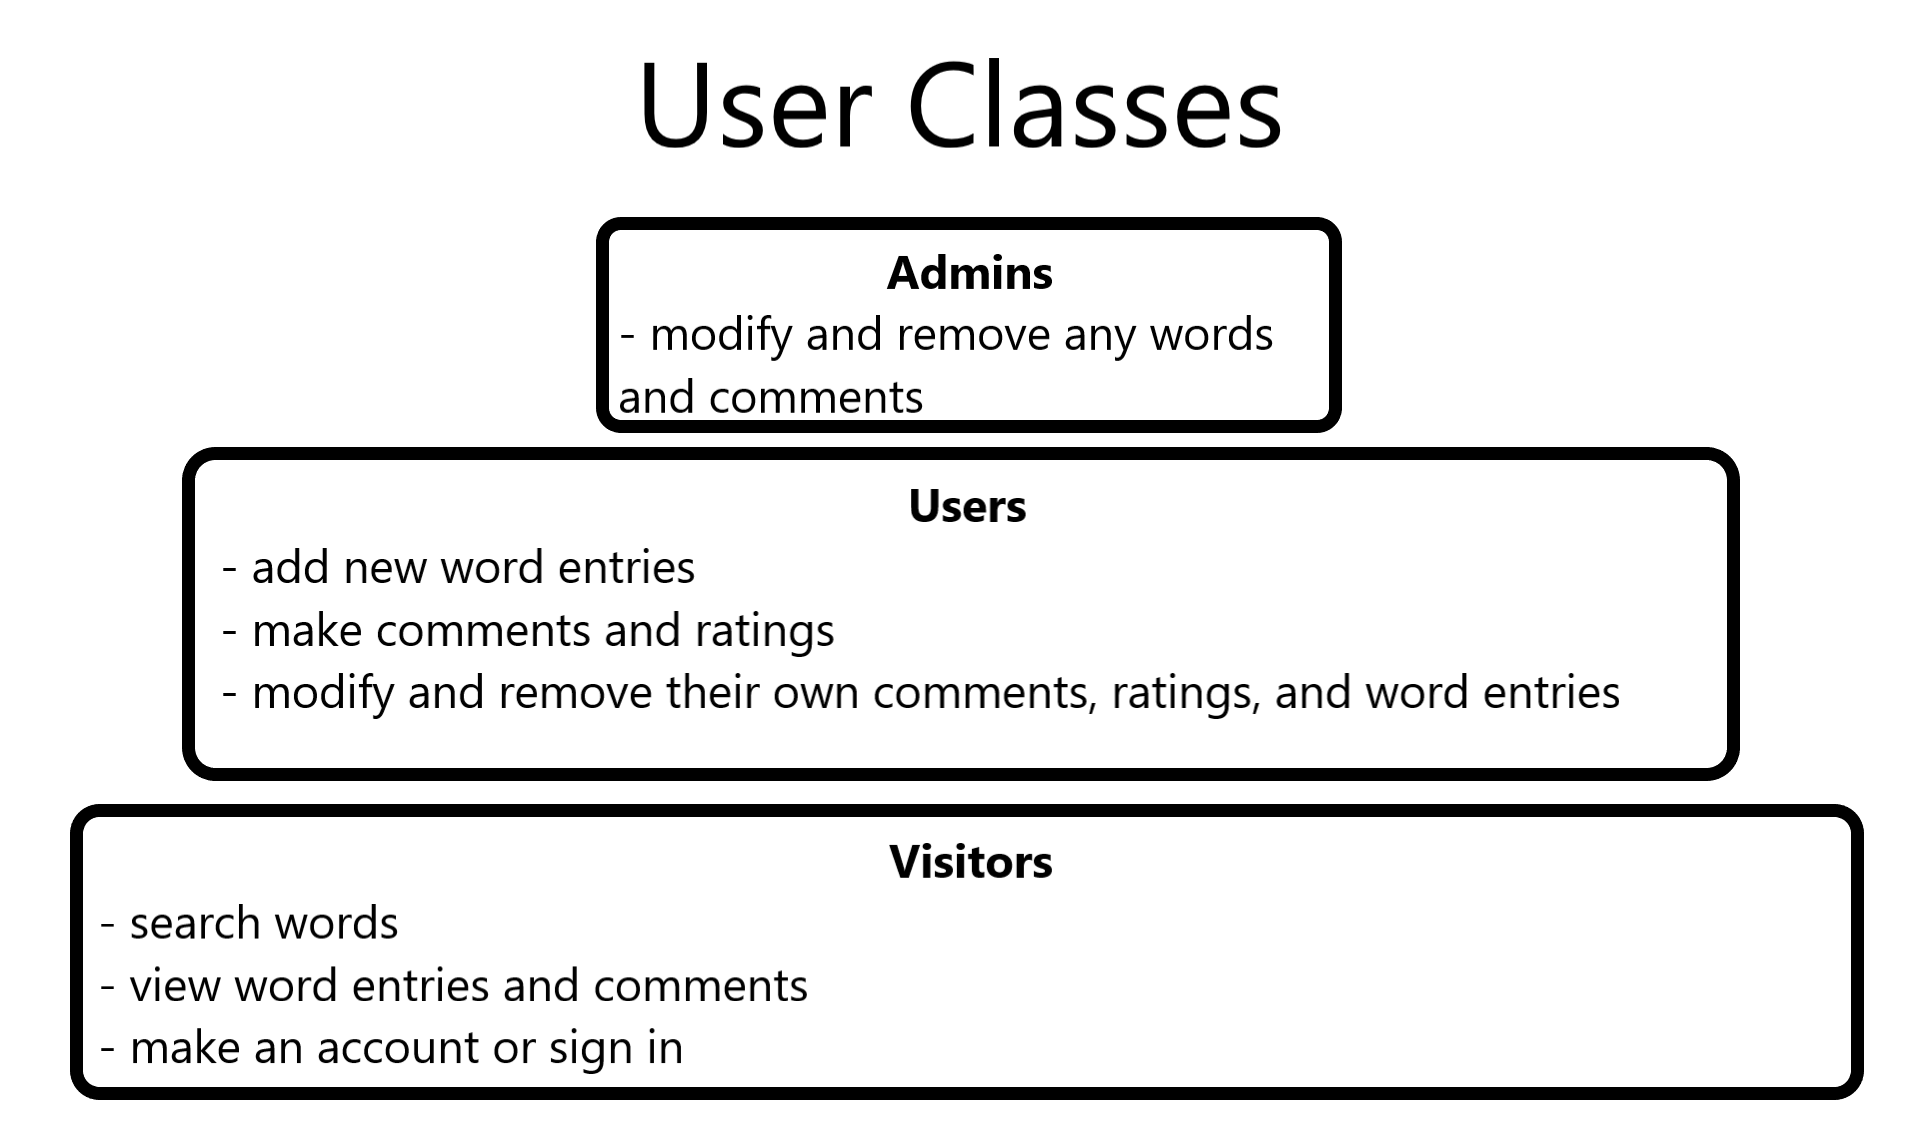 User Classes
Admins
- modify and remove any words
and comments
Users
- add new word entries
- make comments and ratings
- modify and remove their own comments, ratings, and word entries
Visitors
- search words
- view word entries and comments
- make an account or sign in